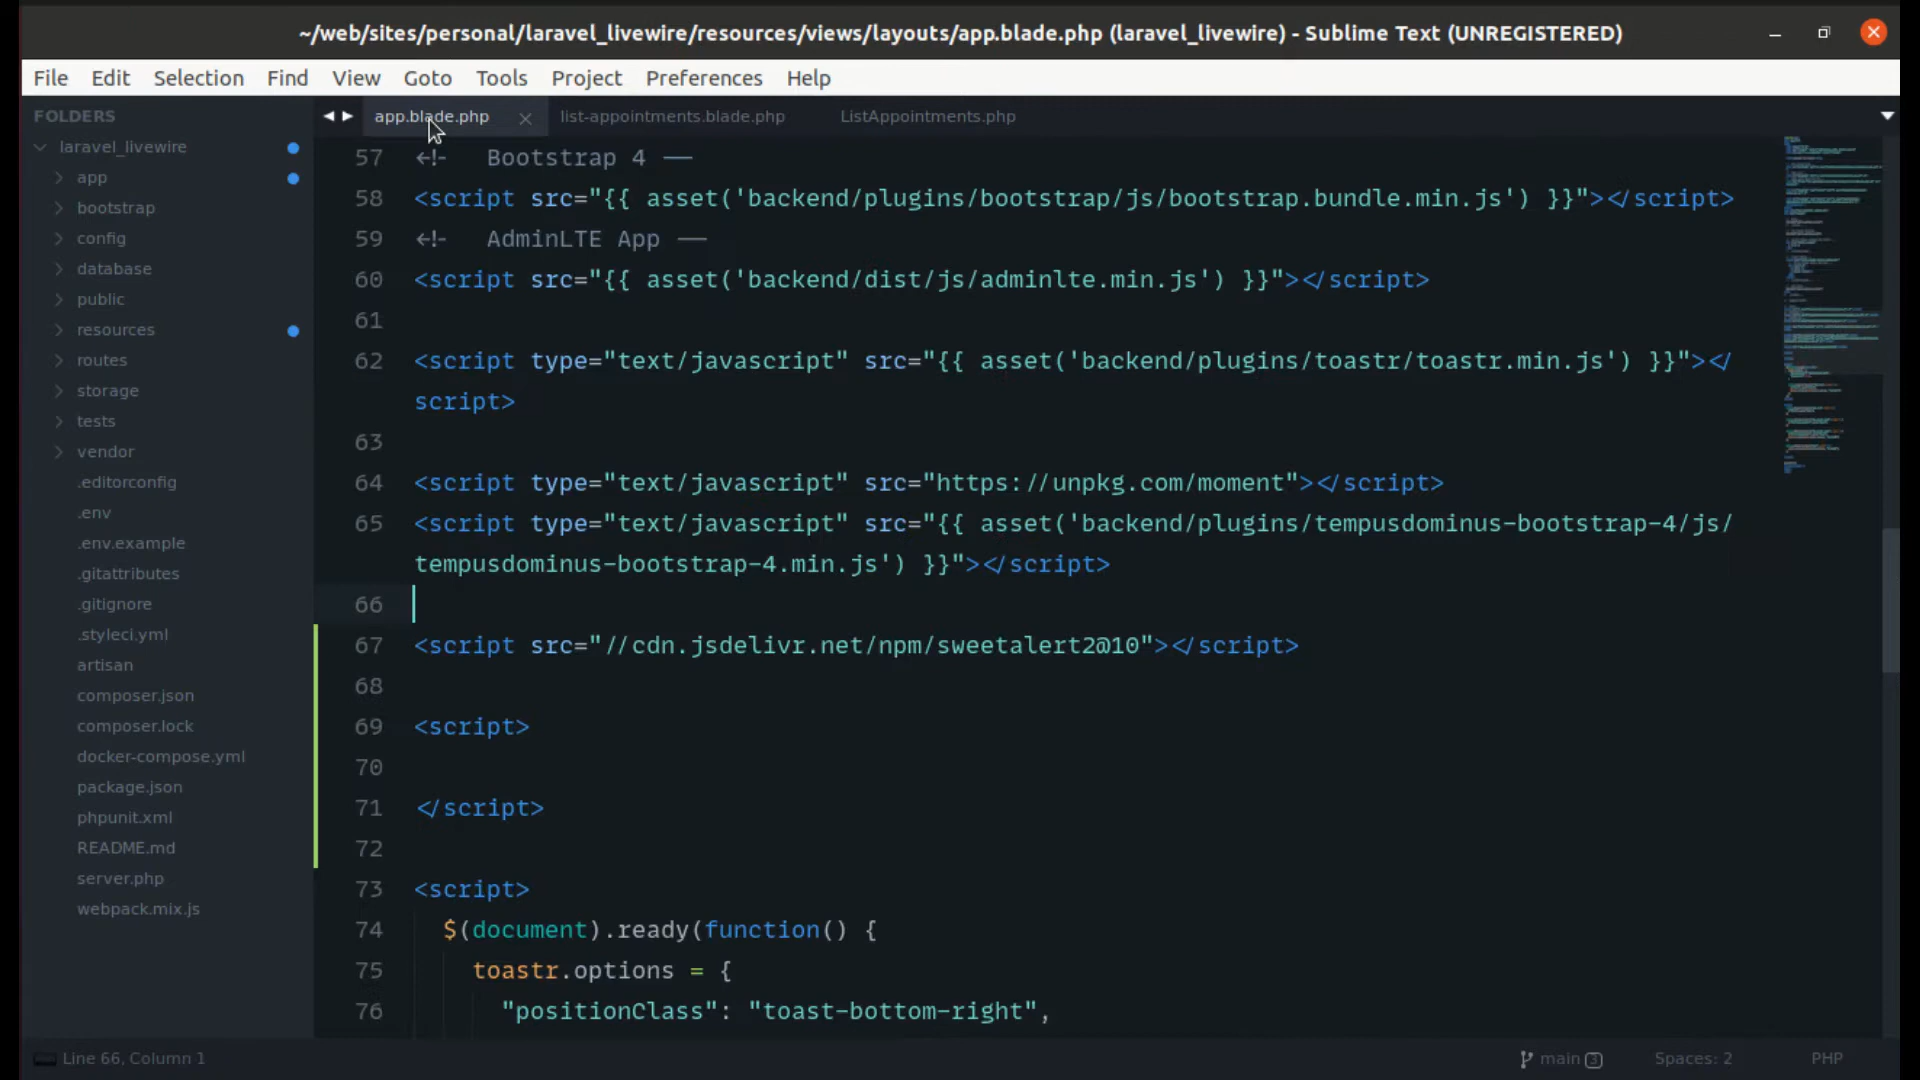 ~/web/sites/personal/laravel_livewire/resources/views/layouts/app.blade.php (laravel_livewire) - Sublime Text (UNREGISTERED)
File Edit Selection Find View Goto Tools Project Preferences Help
FOLDERS
laravel_livewire
app
bootstrap
config
database
public
resources
routes
storage
tests
vendor
.editorconfig
.env
.env.example
.gitattributes
.gitignore
.styleci.yml
artisan
composer.json
composer.lock
docker-compose.yml
package.json
phpunit.xml
README.md
server.php
webpack.mix.js
app.blade.php list-appointments.blade.php ListAppointments.php
57 <!-- Bootstrap 4 --
58 <script src="{{ asset('backend/plugins/bootstrap/js/bootstrap.bundle.min.js') }}"></script>
59 <!-- AdminLTE App --
60 <script src="{{ asset('backend/dist/js/adminlte.min.js') }}"></script>
61
62 <script type="text/javascript" src="{{ asset('backend/plugins/toastr/toastr.min.js') }}"></
script>
63
64 <script type="text/javascript" src="https://unpkg.com/moment"></script>
65 <script type="text/javascript" src="{{ asset('backend/plugins/tempusdominus-bootstrap-4/js/
tempusdominus-bootstrap-4.min.js') }}"></script>
66
67 <script src="//cdn.jsdelivr.net/npm/sweetalert2@10"></script>
68
69 <script>
70
71 </script>
72
73 <script>
74 $(document).ready(function() {
75 toastr.options = {
76 "positionClass": "toast-bottom-right",
Line 66, Column 1 main 3 Spaces: 2 PHP